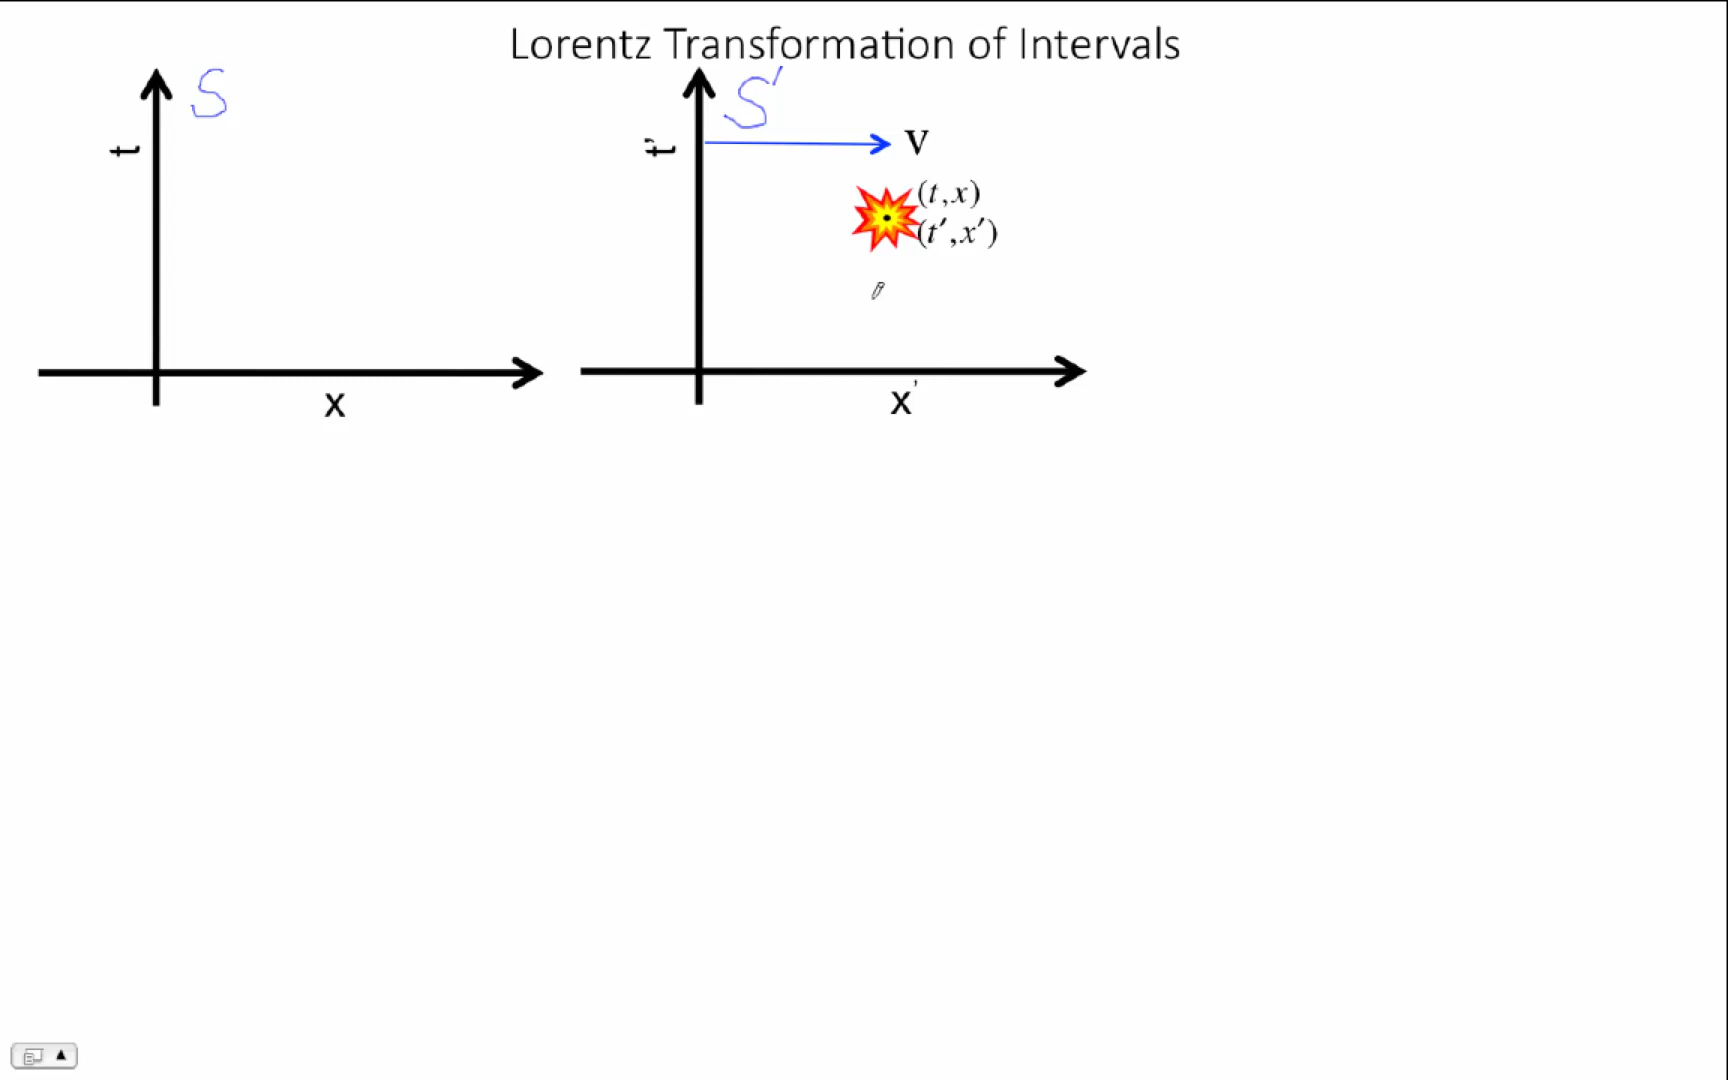 Lorentz Transformation of Intervals
S
t
x
S'
t'
V
(t,x)
(t′,x′)
x'